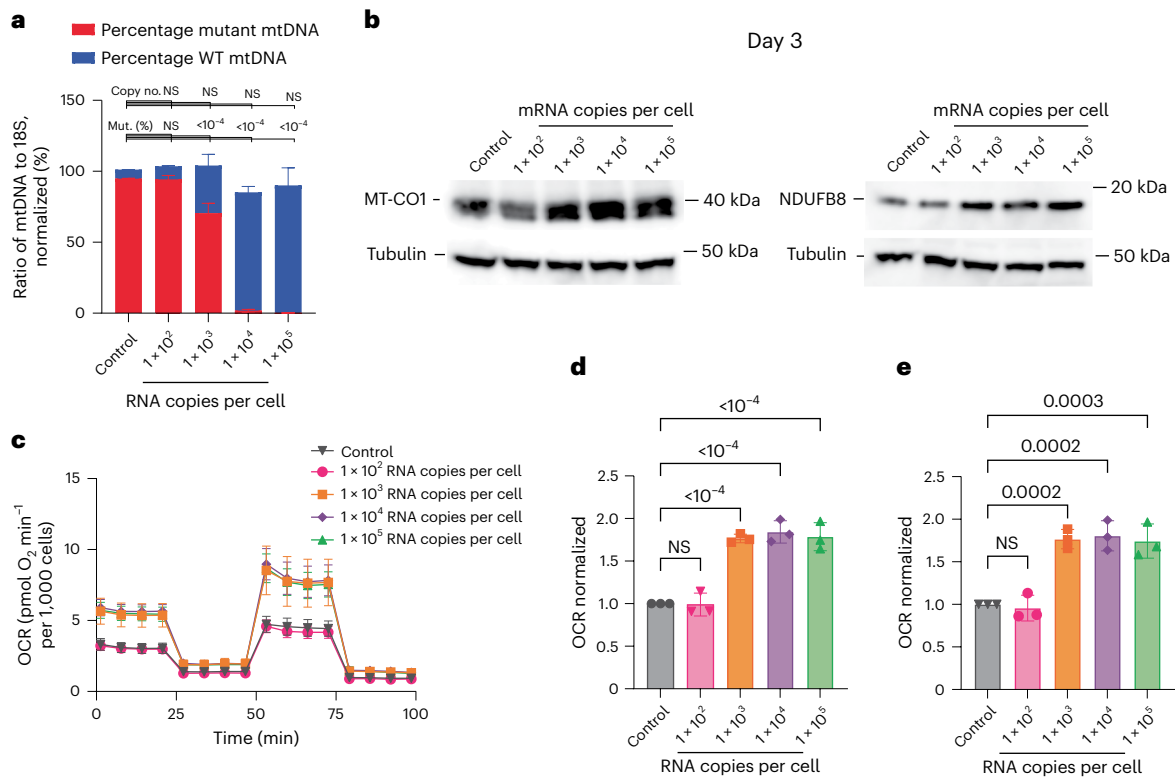 a
Percentage mutant mtDNA
Percentage WT mtDNA
Ratio of mtDNA to 18S,
normalized (%)
150
100
50
0
Copy no. NS NS NS NS
Mut. (%) NS <10⁻⁴ <10⁻⁴ <10⁻⁴
Control 1 × 10² 1 × 10³ 1 × 10⁴ 1 × 10⁵
RNA copies per cell
b
Day 3
mRNA copies per cell
Control 1 × 10² 1 × 10³ 1 × 10⁴ 1 × 10⁵
MT-CO1
40 kDa
Tubulin
50 kDa
mRNA copies per cell
Control 1 × 10² 1 × 10³ 1 × 10⁴ 1 × 10⁵
20 kDa
NDUFB8
Tubulin
50 kDa
c
Control
1 × 10² RNA copies per cell
1 × 10³ RNA copies per cell
1 × 10⁴ RNA copies per cell
1 × 10⁵ RNA copies per cell
OCR (pmol O₂ min⁻¹
per 1,000 cells)
15
10
5
0
0 25 50 75 100
Time (min)
d
<10⁻⁴
<10⁻⁴
<10⁻⁴
NS
OCR normalized
2.5
2.0
1.5
1.0
0.5
0
Control 1 × 10² 1 × 10³ 1 × 10⁴ 1 × 10⁵
RNA copies per cell
e
0.0003
0.0002
0.0002
NS
OCR normalized
2.5
2.0
1.5
1.0
0.5
0
Control 1 × 10² 1 × 10³ 1 × 10⁴ 1 × 10⁵
RNA copies per cell